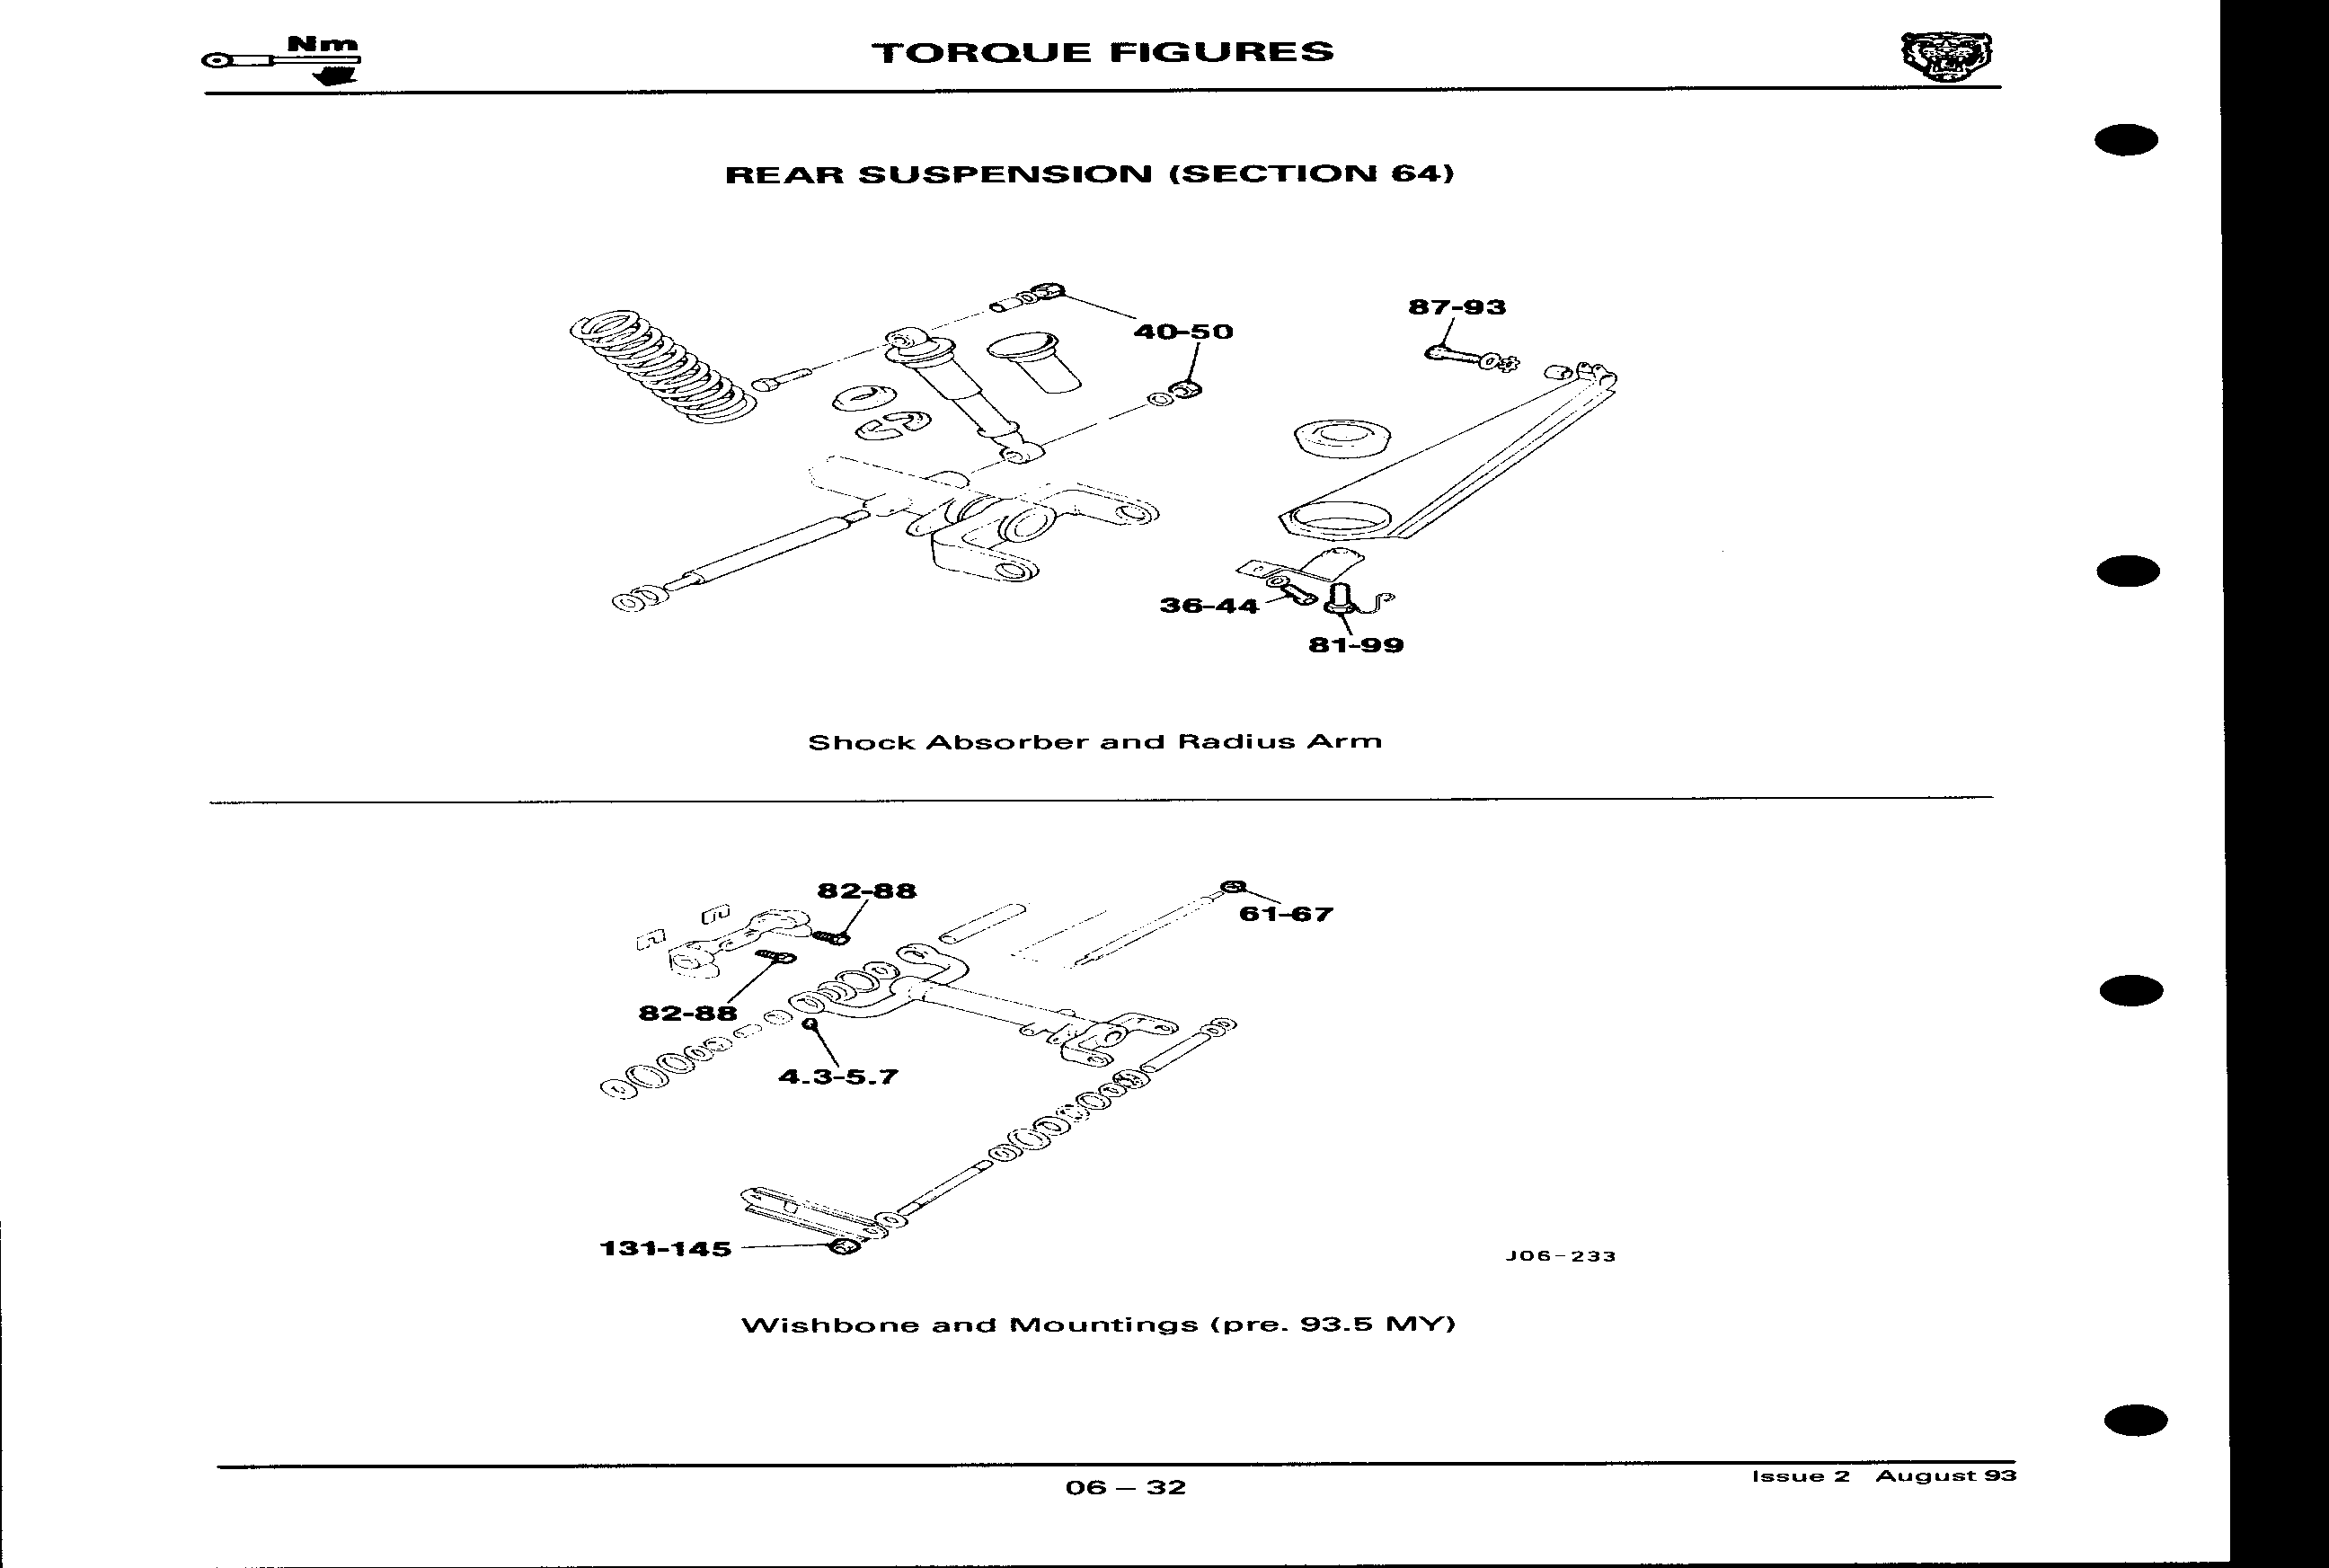 Nm
TORQUE FIGURES
REAR SUSPENSION (SECTION 64)
87-93
40-50
36-44
81-99
Shock Absorber and Radius Arm
82-88
61-67
82-88
4.3-5.7
131-145
J06-233
Wishbone and Mountings (pre. 93.5 MY)
06 – 32
Issue 2 August 93